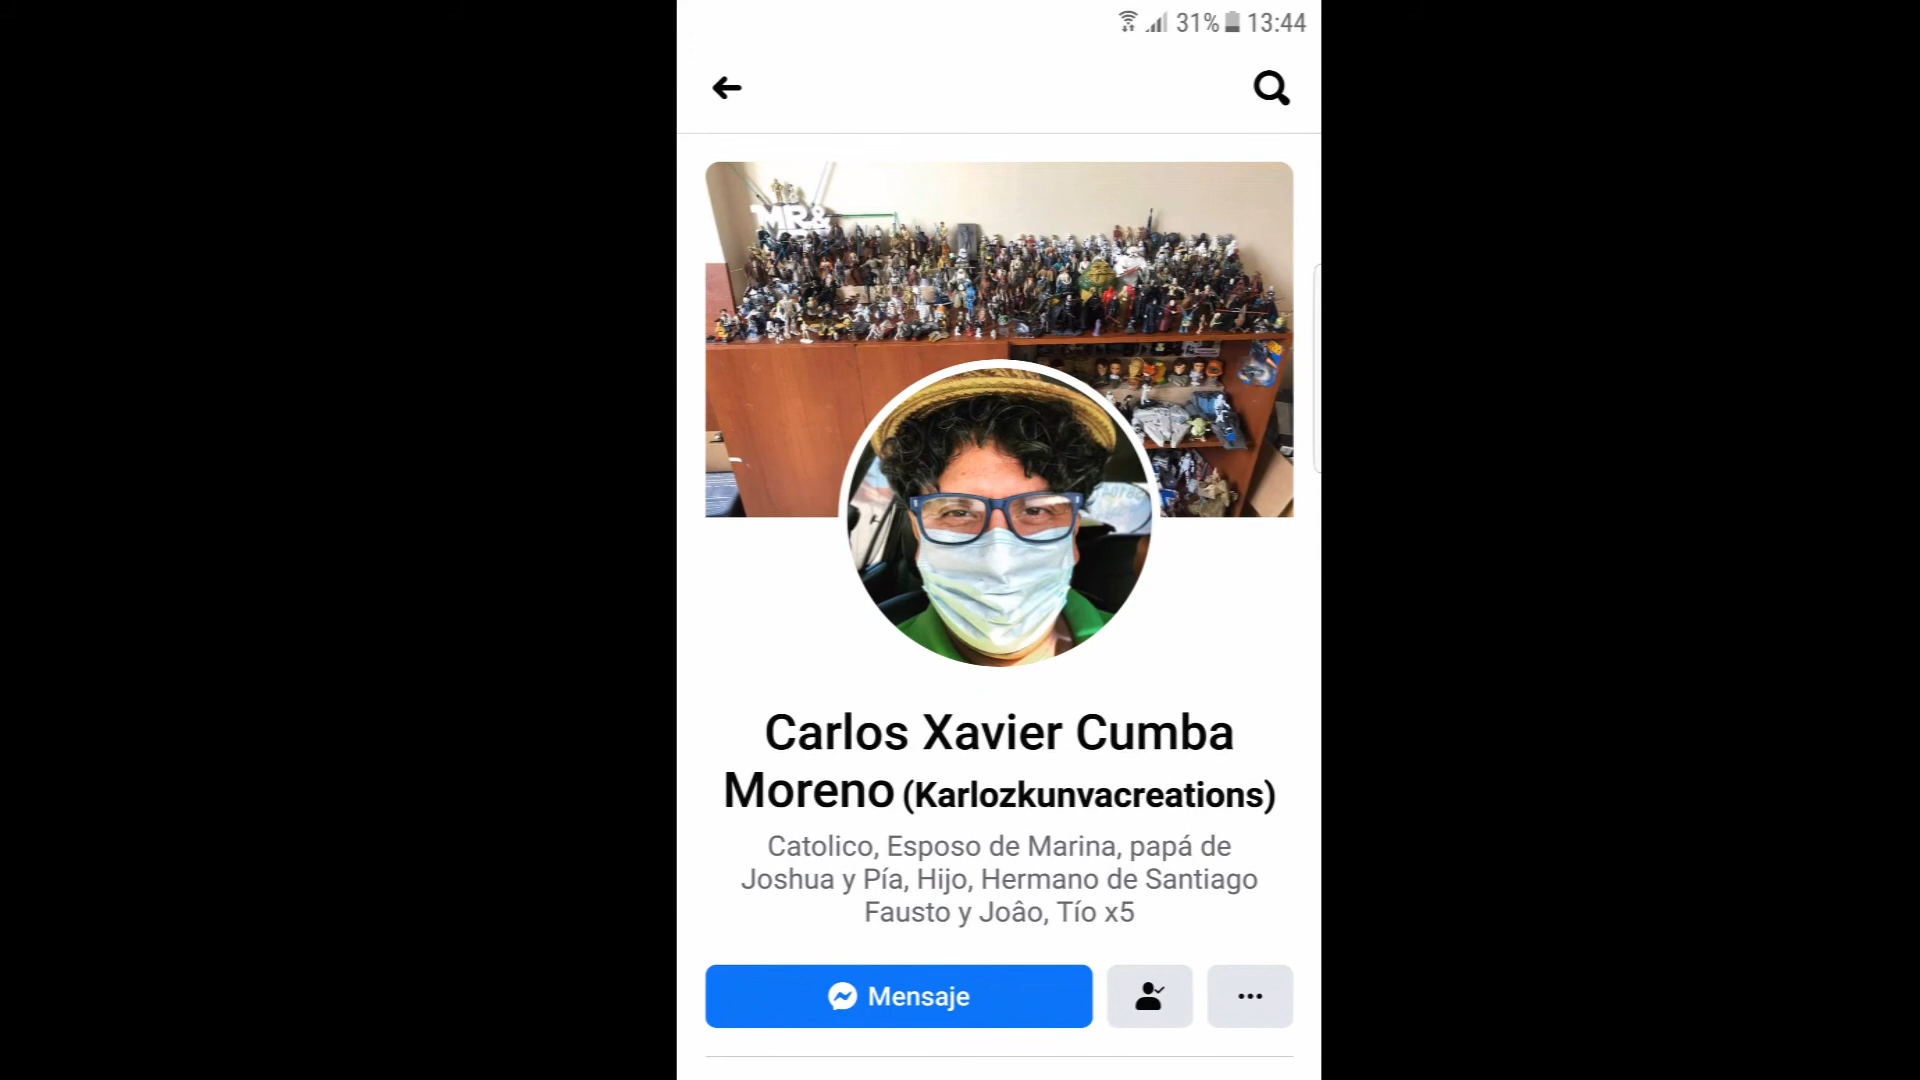 31% 13:44
MR&
Carlos Xavier Cumba
Moreno (Karlozkunvacreations)
Catolico, Esposo de Marina, papá de
Joshua y Pía, Hijo, Hermano de Santiago
Fausto y Joâo, Tío x5
Mensaje